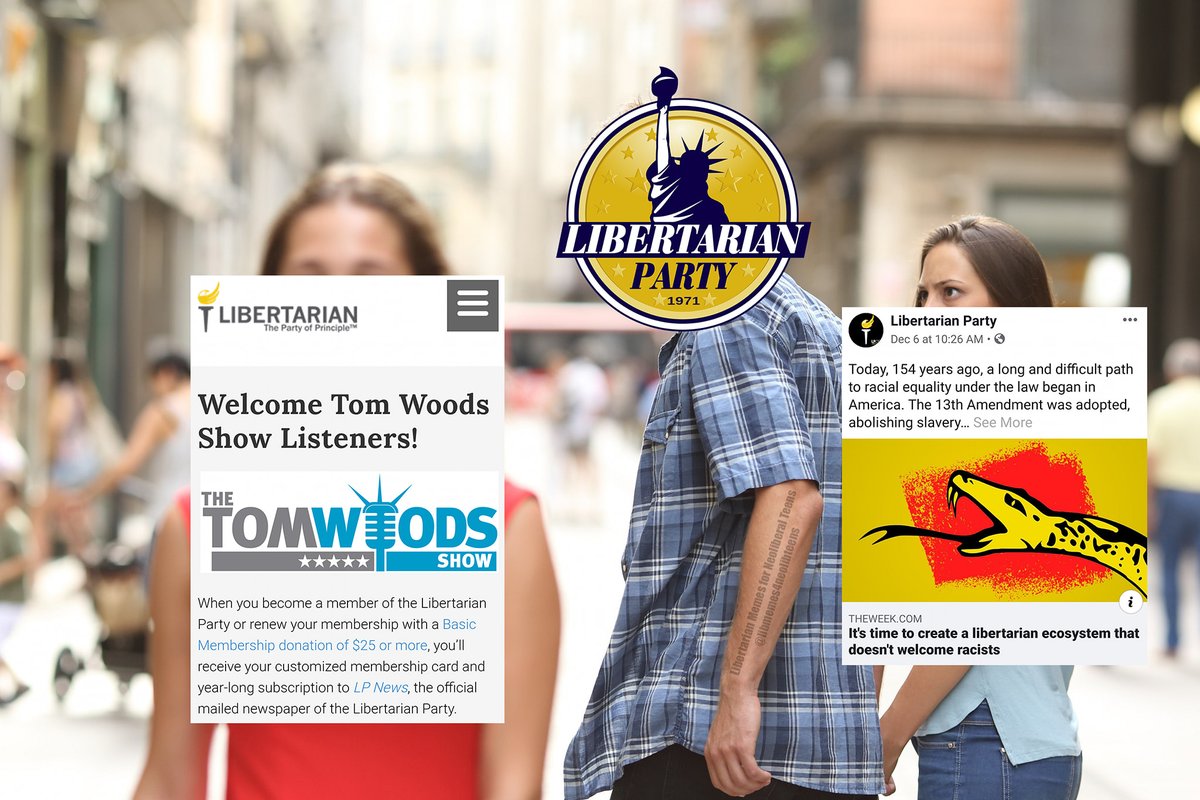 LIBERTARIAN
The Party of Principle™
Welcome Tom Woods
Show Listeners!
THE
TOMWOODS
SHOW
When you become a member of the Libertarian
Party or renew your membership with a Basic
Membership donation of $25 or more, you'll
receive your customized membership card and
year-long subscription to LP News, the official
mailed newspaper of the Libertarian Party.
LIBERTARIAN
PARTY
1971
Libertarian Memes for Neoliberal Teens
@libmemes4neolibteens
Libertarian Party
Dec 6 at 10:26 AM •
Today, 154 years ago, a long and difficult path
to racial equality under the law began in
America. The 13th Amendment was adopted,
abolishing slavery... See More
i
THEWEEK.COM
It's time to create a libertarian ecosystem that
doesn't welcome racists